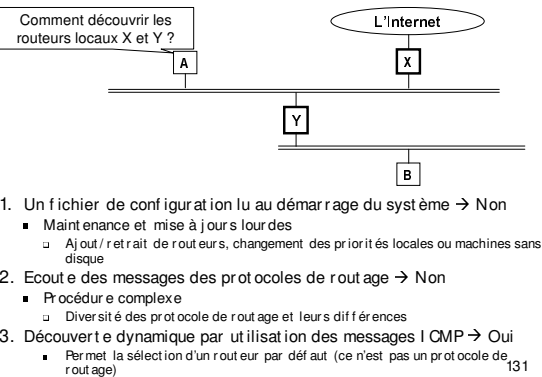 Comment découvrir les
routeurs locaux X et Y ?
L'Internet
A
X
Y
B
1. Un fichier de configuration lu au démarrage du système → Non
▪ Maintenance et mise à jours lourdes
□ Ajout/retrait de routeurs, changement des priorités locales ou machines sans
disque
2. Ecoute des messages des protocoles de routage → Non
▪ Procédure complexe
□ Diversité des protocole de routage et leurs différences
3. Découverte dynamique par utilisation des messages ICMP → Oui
▪ Permet la sélection d'un routeur par défaut (ce n'est pas un protocole de
routage)
131